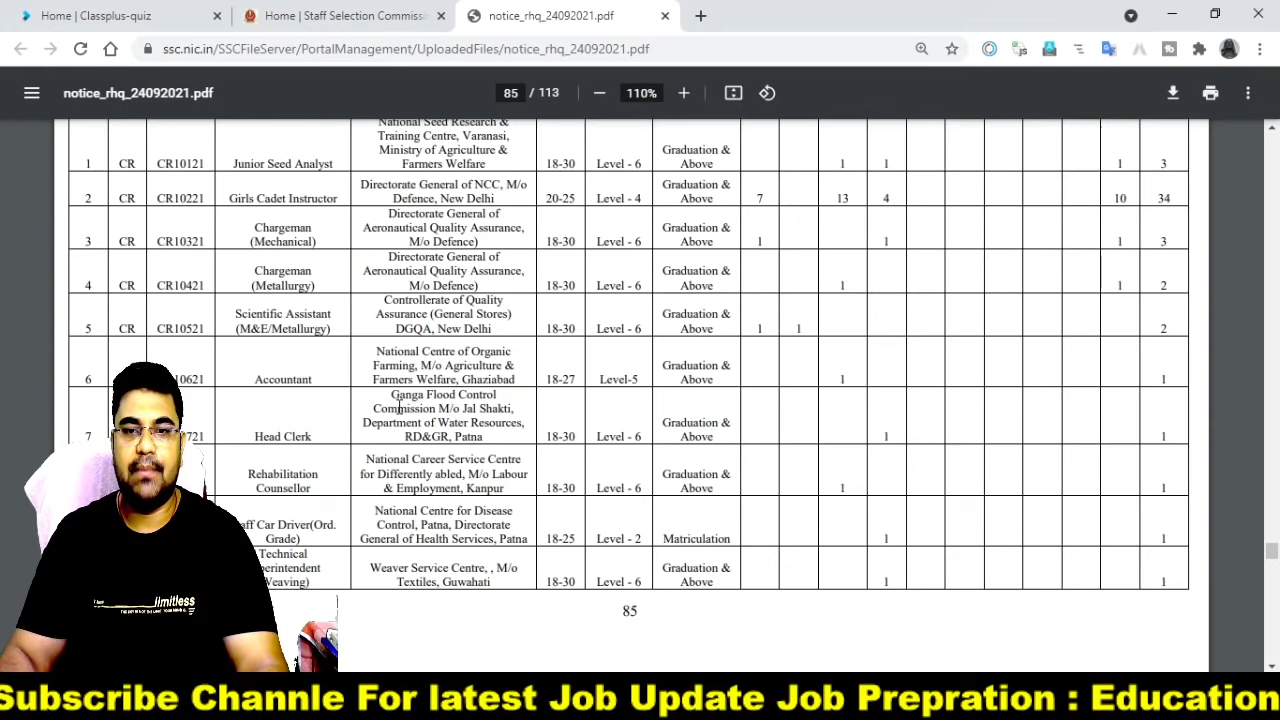 Home | Classplus-quiz
Home | Staff Selection Commissi
notice_rhq_24092021.pdf
ssc.nic.in/SSCFileServer/PortalManagement/UploadedFiles/notice_rhq_24092021.pdf
notice_rhq_24092021.pdf
85 / 113
110%
National Seed Research &
Training Centre, Varanasi,
Ministry of Agriculture &
Farmers Welfare
1 CR CR10121 Junior Seed Analyst 18-30 Level - 6
Graduation &
Above
1 1 1 3
Directorate General of NCC, M/o
Defence, New Delhi
2 CR CR10221 Girls Cadet Instructor 20-25 Level - 4
Graduation &
Above
7 13 4 10 34
Chargeman
(Mechanical)
Directorate General of
Aeronautical Quality Assurance,
M/o Defence)
3 CR CR10321 18-30 Level - 6
Graduation &
Above
1 1 1 3
Chargeman
(Metallurgy)
Directorate General of
Aeronautical Quality Assurance,
M/o Defence)
4 CR CR10421 18-30 Level - 6
Graduation &
Above
1 1 2
Scientific Assistant
(M&E/Metallurgy)
Controllerate of Quality
Assurance (General Stores)
DGQA, New Delhi
5 CR CR10521 18-30 Level - 6
Graduation &
Above
1 1 2
National Centre of Organic
Farming, M/o Agriculture &
Farmers Welfare, Ghaziabad
6 10621 Accountant 18-27 Level-5
Graduation &
Above
1 1
Ganga Flood Control
Commission M/o Jal Shakti,
Department of Water Resources,
RD&GR, Patna
7 721 Head Clerk 18-30 Level - 6
Graduation &
Above
1 1
Rehabilitation
Counsellor
National Career Service Centre
for Differently abled, M/o Labour
& Employment, Kanpur
18-30 Level - 6
Graduation &
Above
1 1
aff Car Driver(Ord.
Grade)
National Centre for Disease
Control, Patna, Directorate
General of Health Services, Patna
18-25 Level - 2 Matriculation 1 1
Technical
perintendent
Weaving)
Weaver Service Centre, , M/o
Textiles, Guwahati
18-30 Level - 6
Graduation &
Above
1 1
85
limitless
Subscribe Channle For latest Job Update Job Prepration : Education